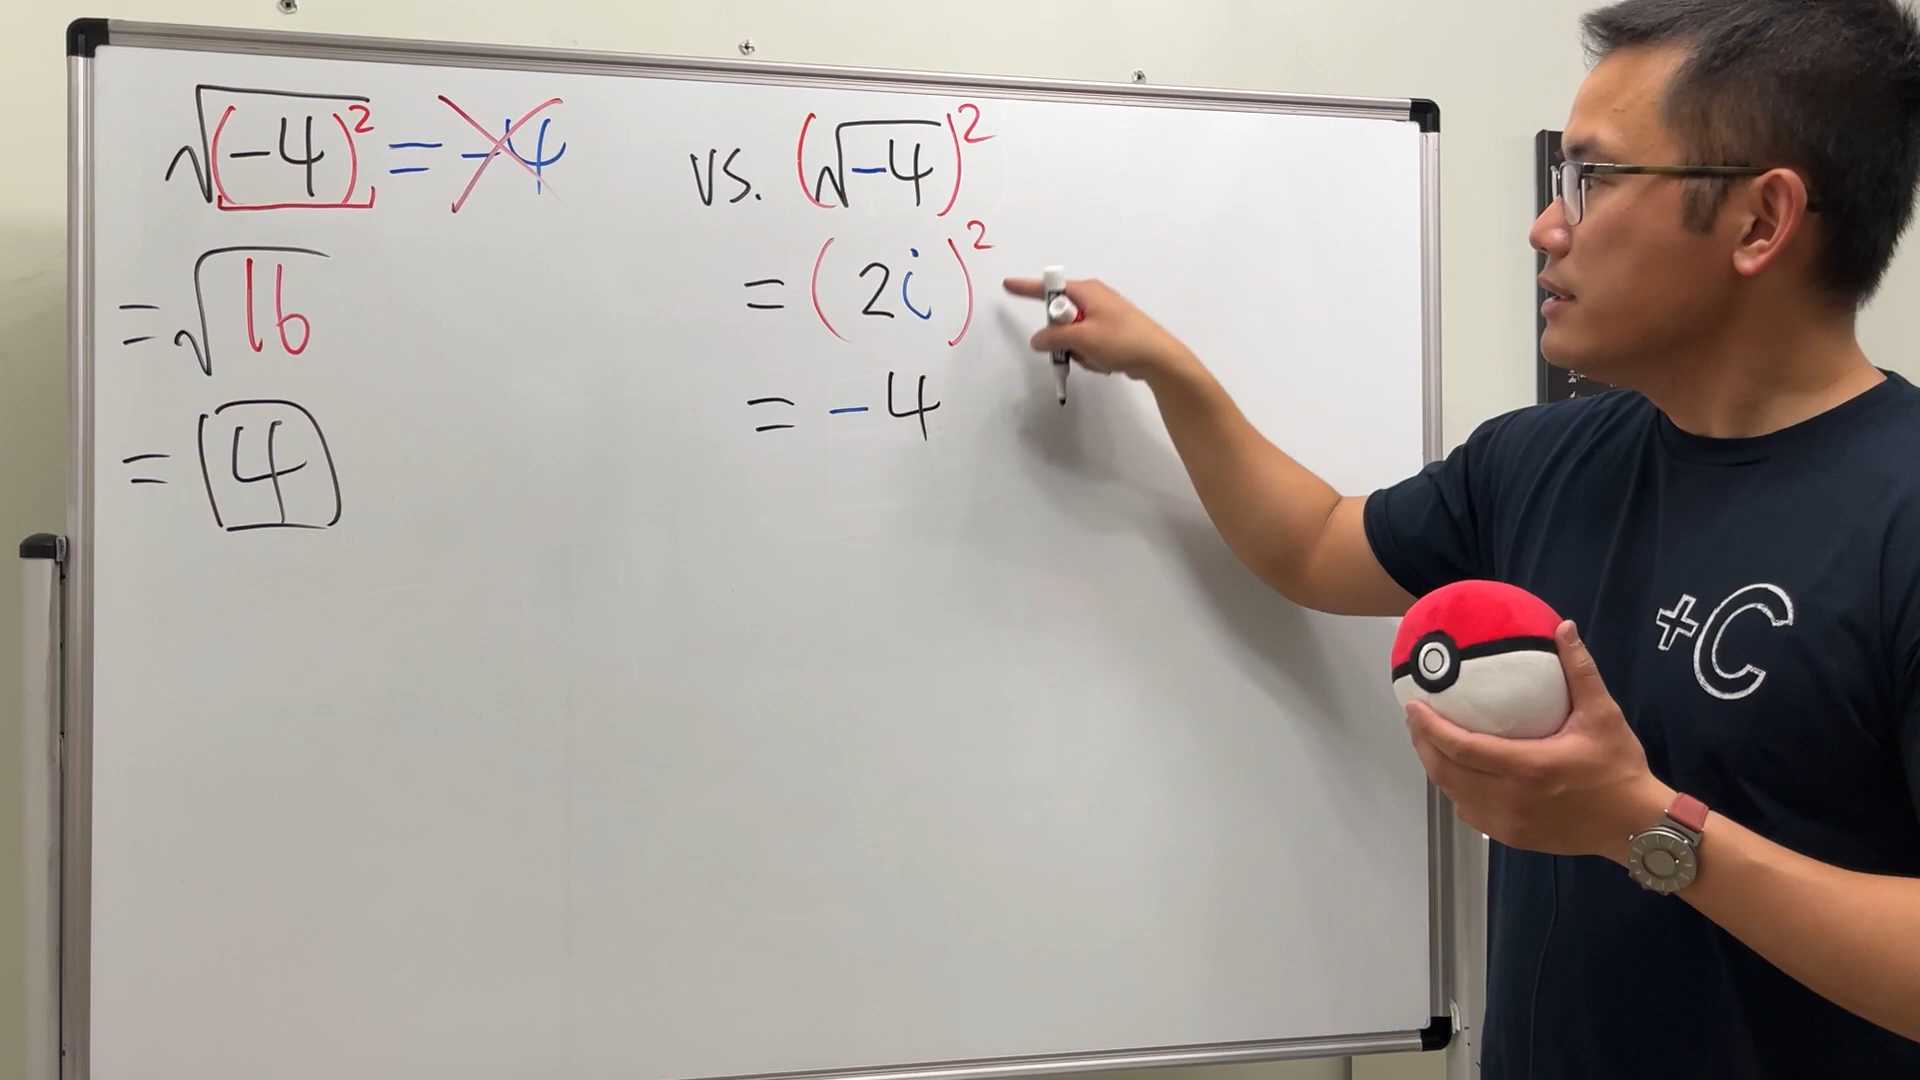 √(-4)² = -4
= √16
= 4
vs. (√-4)²
= (2i)²
= -4
+C